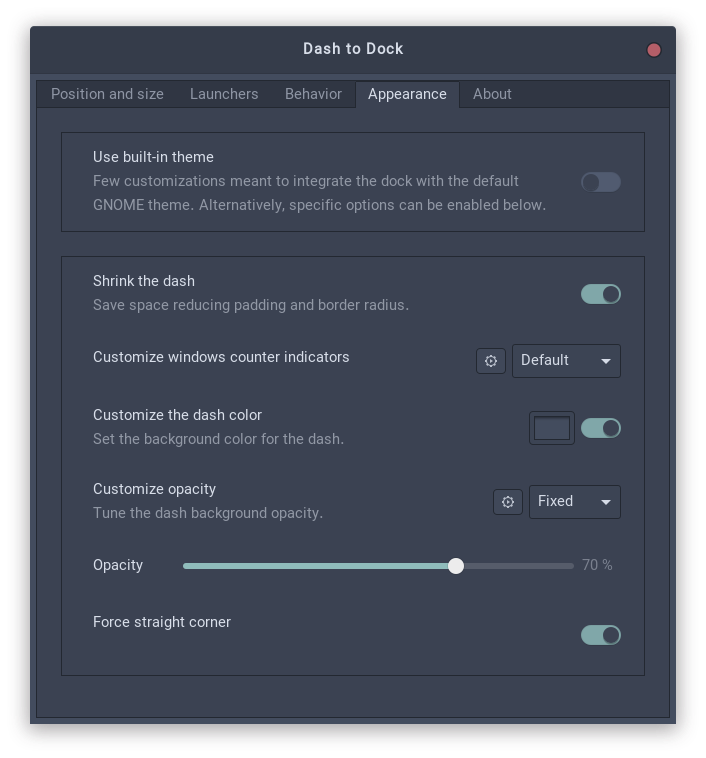 Dash to Dock
Position and size Launchers Behavior Appearance About
Use built-in theme
Few customizations meant to integrate the dock with the default
GNOME theme. Alternatively, specific options can be enabled below.
Shrink the dash
Save space reducing padding and border radius.
Customize windows counter indicators Default
Customize the dash color
Set the background color for the dash.
Customize opacity
Tune the dash background opacity.
Fixed
Opacity 70 %
Force straight corner